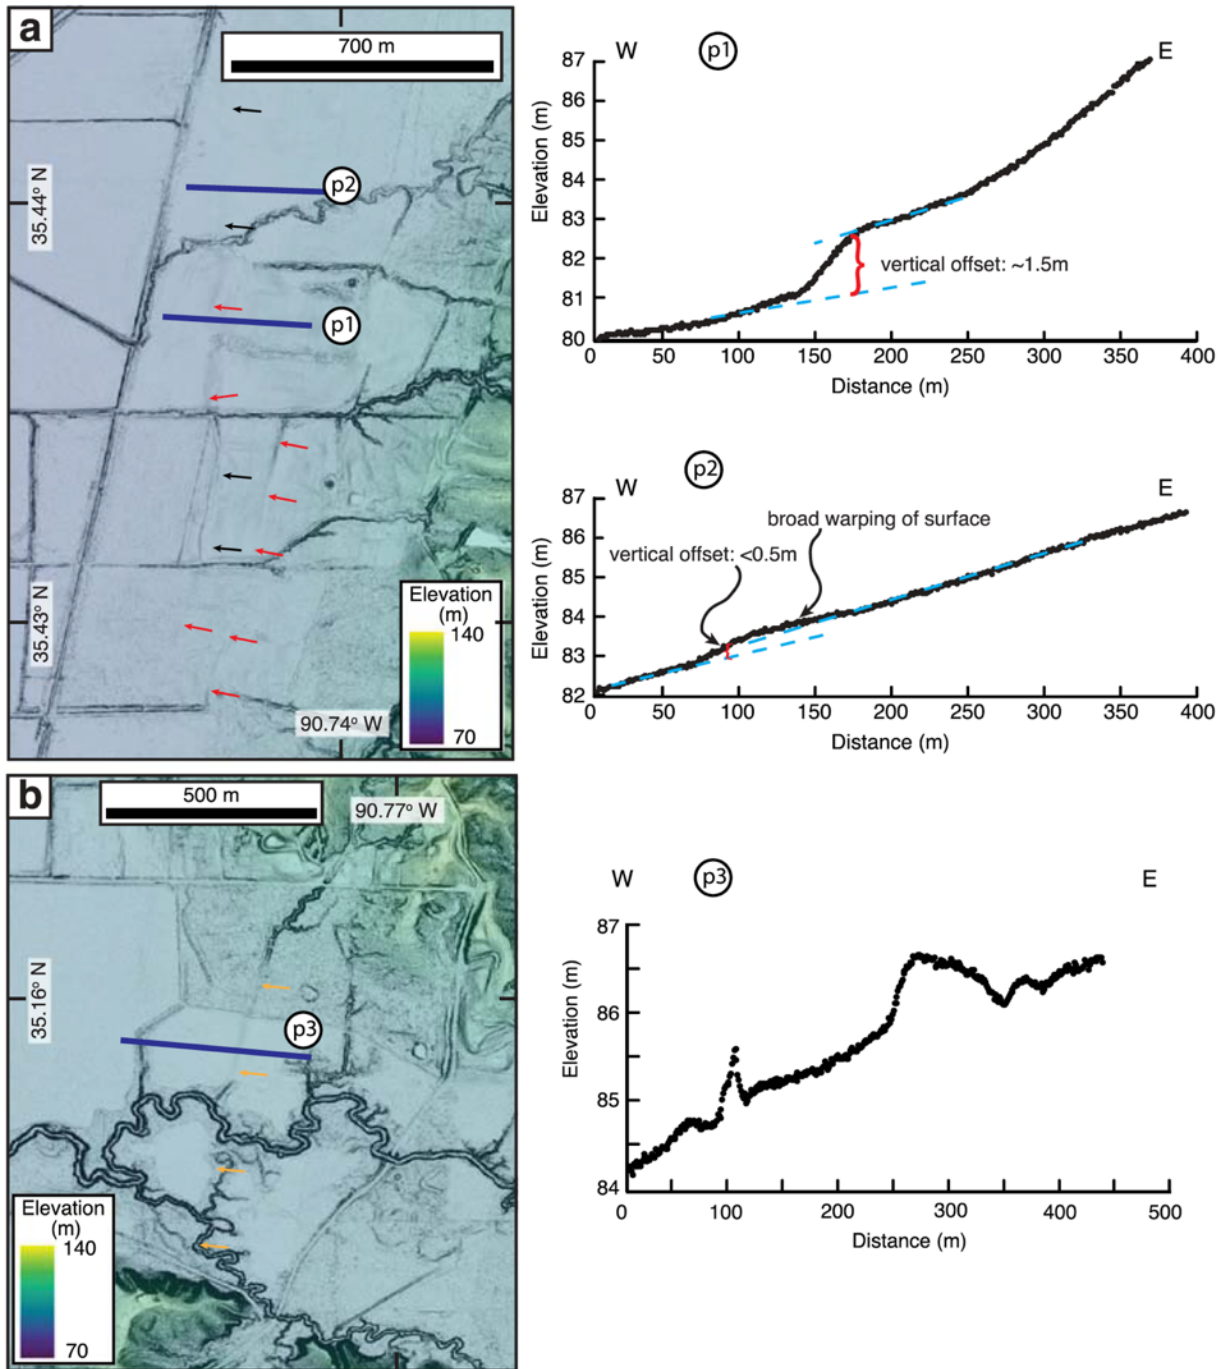 a
700 m
p2
p1
35.44° N
35.43° N
90.74° W
Elevation
(m)
140
70
W
p1
E
87
86
85
84
83
82
81
80
Elevation (m)
vertical offset: ~1.5m
0
50
100
150
200
250
300
350
400
Distance (m)
W
p2
E
87
86
85
84
83
82
Elevation (m)
broad warping of surface
vertical offset: <0.5m
0
50
100
150
200
250
300
350
400
Distance (m)
b
500 m
90.77° W
35.16° N
p3
Elevation
(m)
140
70
W
p3
E
87
86
85
84
Elevation (m)
0
100
200
300
400
500
Distance (m)